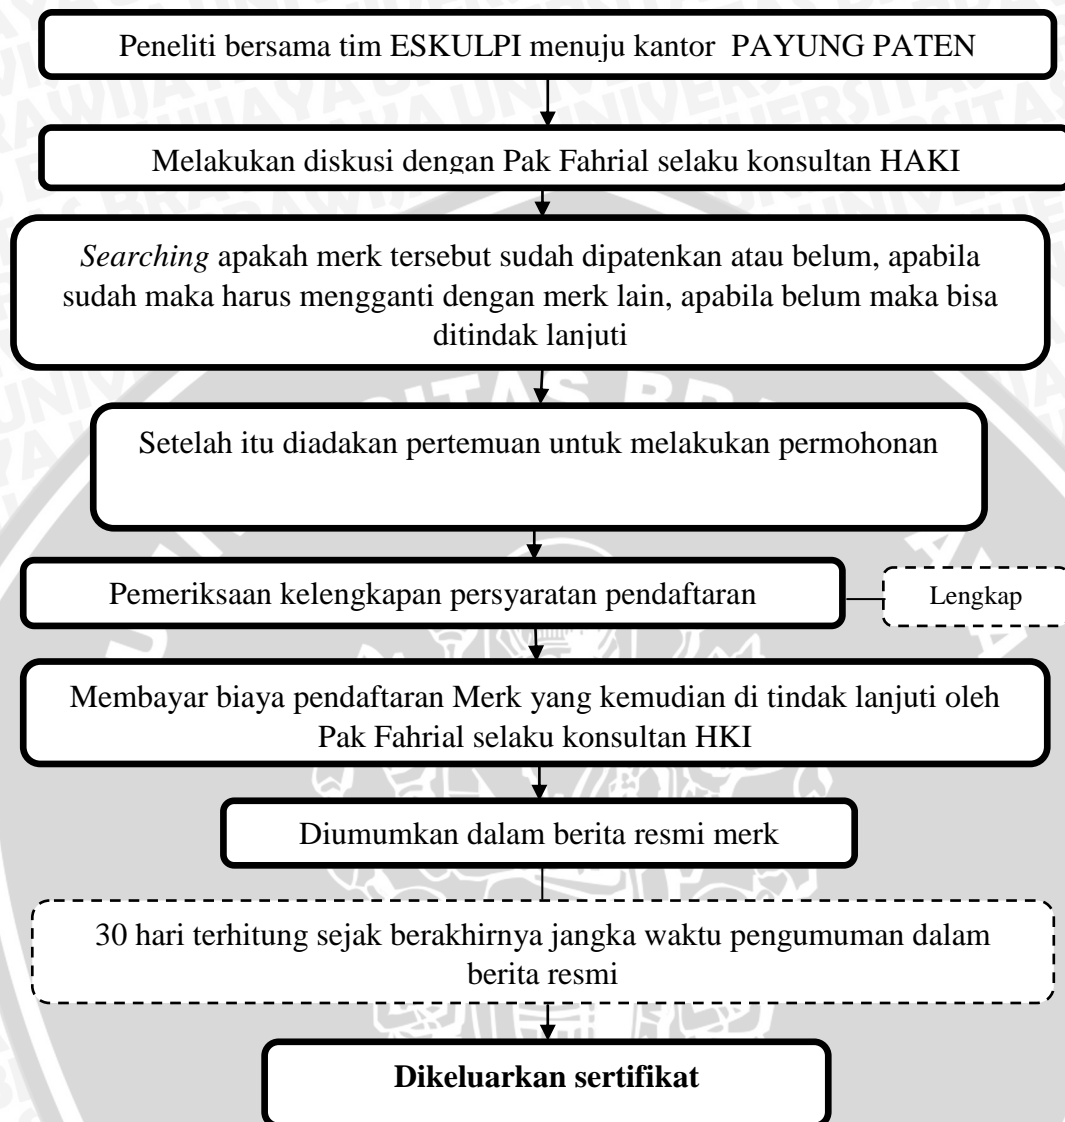 Peneliti bersama tim ESKULPI menuju kantor PAYUNG PATEN
Melakukan diskusi dengan Pak Fahrial selaku konsultan HAKI
Searching apakah merk tersebut sudah dipatenkan atau belum, apabila
sudah maka harus mengganti dengan merk lain, apabila belum maka bisa
ditindak lanjuti
Setelah itu diadakan pertemuan untuk melakukan permohonan
Pemeriksaan kelengkapan persyaratan pendaftaran
Lengkap
Membayar biaya pendaftaran Merk yang kemudian di tindak lanjuti oleh
Pak Fahrial selaku konsultan HKI
Diumumkan dalam berita resmi merk
30 hari terhitung sejak berakhirnya jangka waktu pengumuman dalam
berita resmi
Dikeluarkan sertifikat